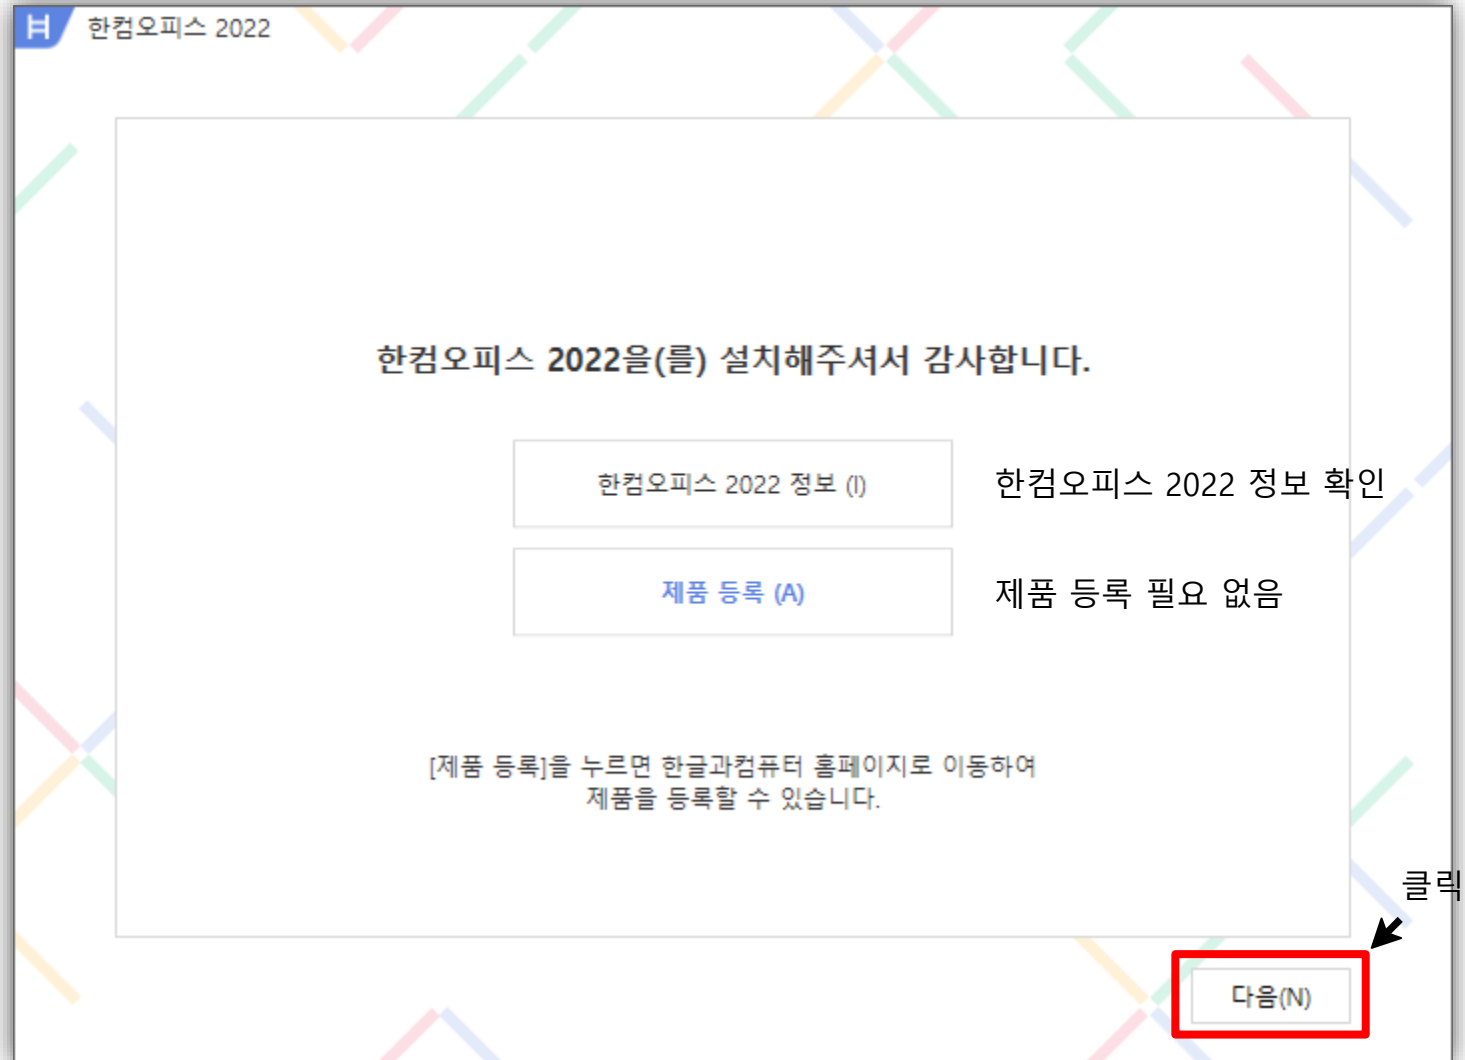 한컴오피스 2022
한컴오피스 2022을(를) 설치해주셔서 감사합니다.
한컴오피스 2022 정보 (I)
한컴오피스 2022 정보 확인
제품 등록 (A)
제품 등록 필요 없음
[제품 등록]을 누르면 한글과컴퓨터 홈페이지로 이동하여
제품을 등록할 수 있습니다.
클릭
다음(N)